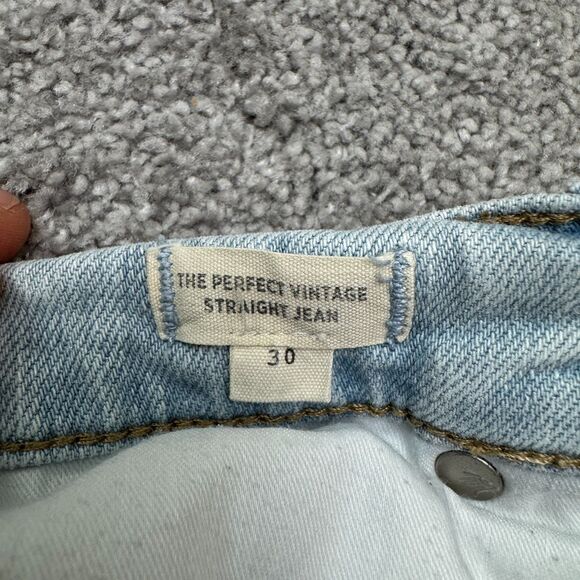 THE PERFECT VINTAGE
STRAIGHT JEAN
30